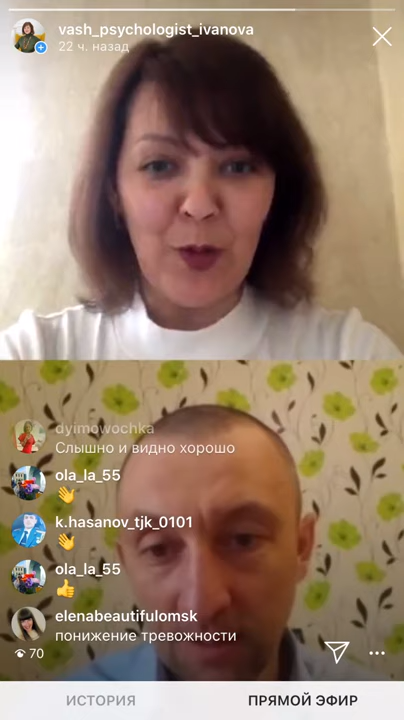 vash_psychologist_ivanova
22 ч. назад
dyimowochka
Слышно и видно хорошо
ola_la_55
👋
k.hasanov_tjk_0101
👋
ola_la_55
👍
elenabeautifulomsk
понижение тревожности
70
ИСТОРИЯ
ПРЯМОЙ ЭФИР